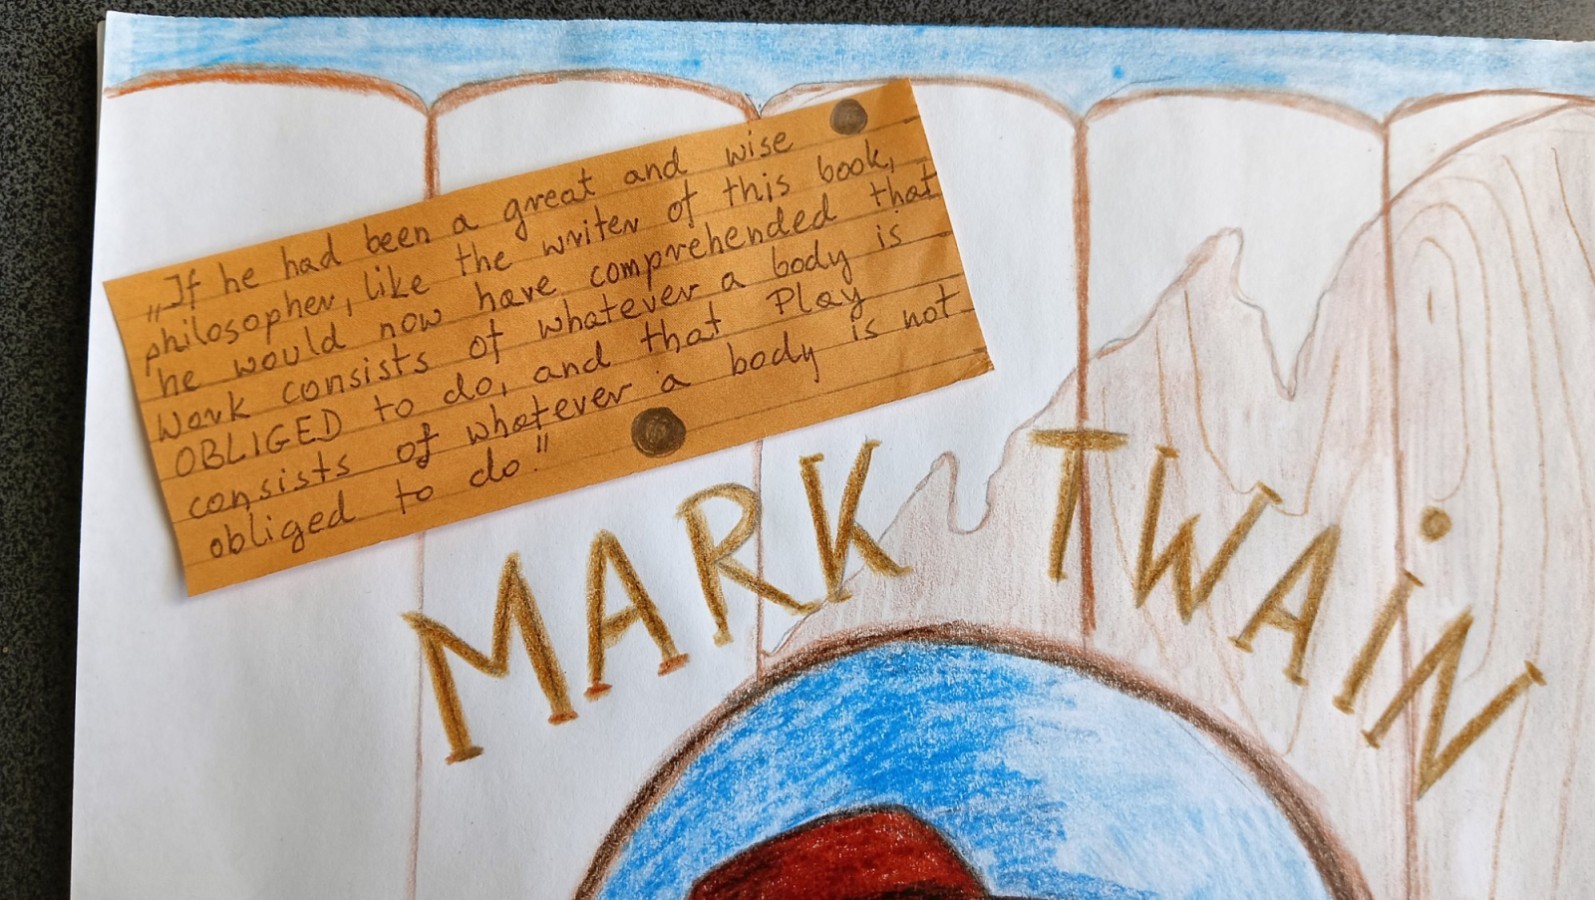 „If he had been a great and wise
philosopher, like the writer of this book,
he would now have comprehended that
Work consists of whatever a body is
OBLIGED to do, and that Play
consists of whatever a body is not
obliged to do."
MARK TWAiN